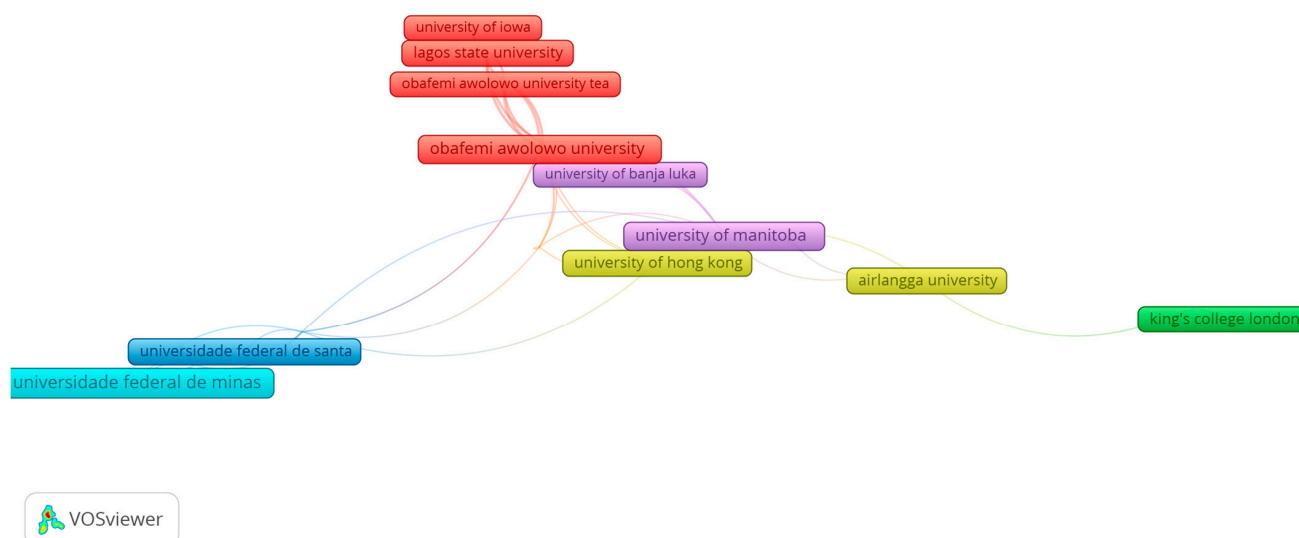 university of iowa
lagos state university
obafemi awolowo university tea
obafemi awolowo university
university of banja luka
university of manitoba
university of hong kong
airlangga university
king's college london
universidade federal de santa
universidade federal de minas
VOSviewer